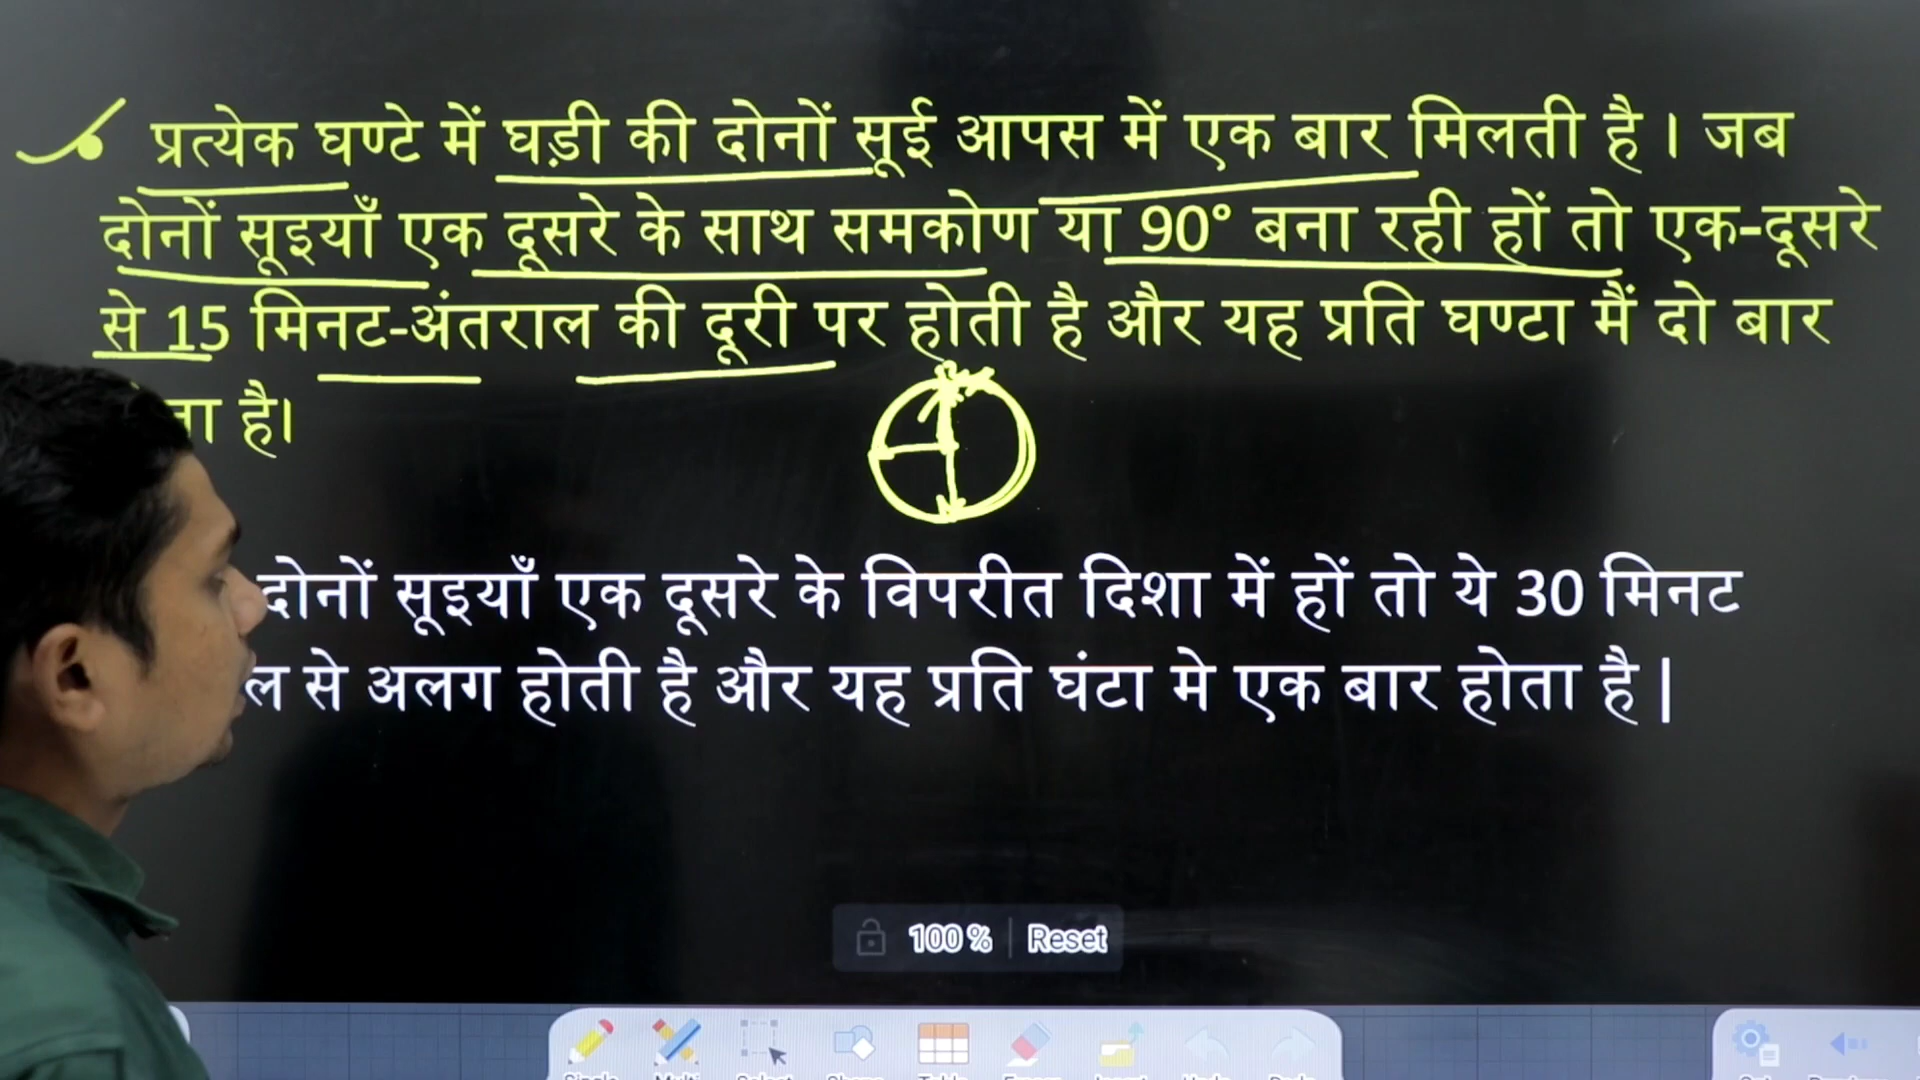 प्रत्येक घण्टे में घड़ी की दोनों सूई आपस में एक बार मिलती है । जब
दोनों सूइयाँ एक दूसरे के साथ समकोण या 90° बना रही हों तो एक-दूसरे
से 15 मिनट-अंतराल की दूरी पर होती है और यह प्रति घण्टा मैं दो बार
है।
दोनों सूइयाँ एक दूसरे के विपरीत दिशा में हों तो ये 30 मिनट
से अलग होती है और यह प्रति घंटा मे एक बार होता है |
100 % | Reset